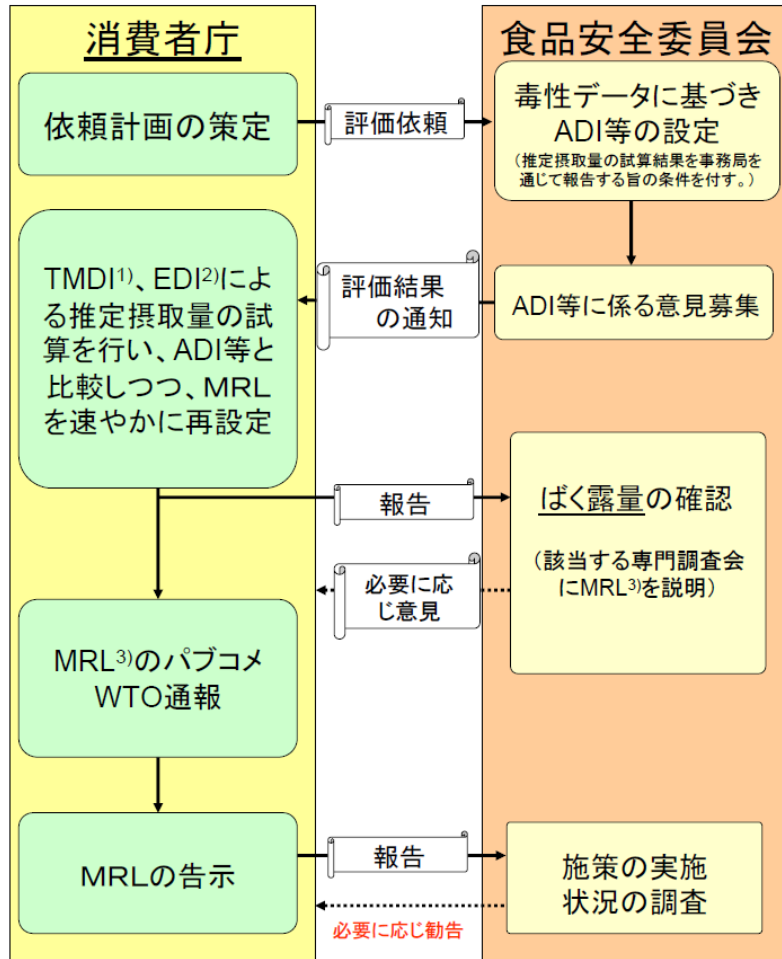 消費者庁
食品安全委員会
依頼計画の策定
評価依頼
毒性データに基づき
ADI等の設定
（推定摂取量の試算結果を事務局を
通じて報告する旨の条件を付す。）
ADI等に係る意見募集
評価結果
の通知
TMDI1)、EDI2)によ
る推定摂取量の試
算を行い、ADI等と
比較しつつ、ＭＲＬ
を速やかに再設定
報告
ばく露量の確認
（該当する専門調査会
にMRL3)を説明）
必要に応
じ意見
MRL3)のパブコメ
WTO通報
ＭＲＬの告示
報告
施策の実施
状況の調査
必要に応じ勧告